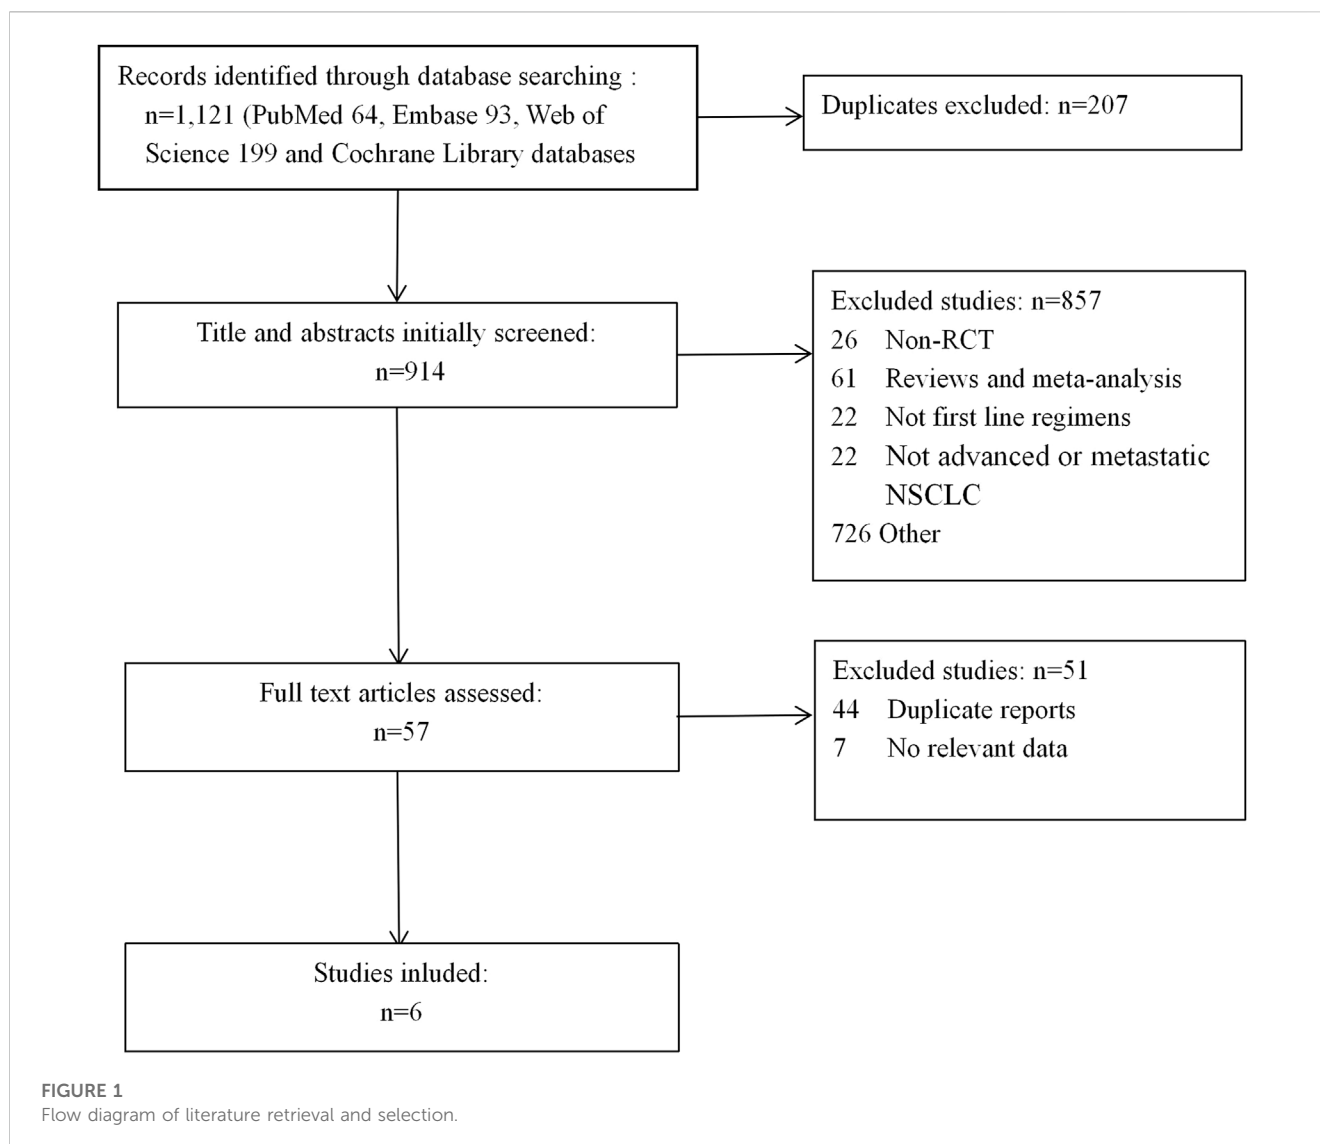 Records identified through database searching :
n=1,121 (PubMed 64, Embase 93, Web of
Science 199 and Cochrane Library databases
Duplicates excluded: n=207
Title and abstracts initially screened:
n=914
Excluded studies: n=857
26 Non-RCT
61 Reviews and meta-analysis
22 Not first line regimens
22 Not advanced or metastatic
NSCLC
726 Other
Full text articles assessed:
n=57
Excluded studies: n=51
44 Duplicate reports
7 No relevant data
Studies inluded:
n=6
FIGURE 1
Flow diagram of literature retrieval and selection.